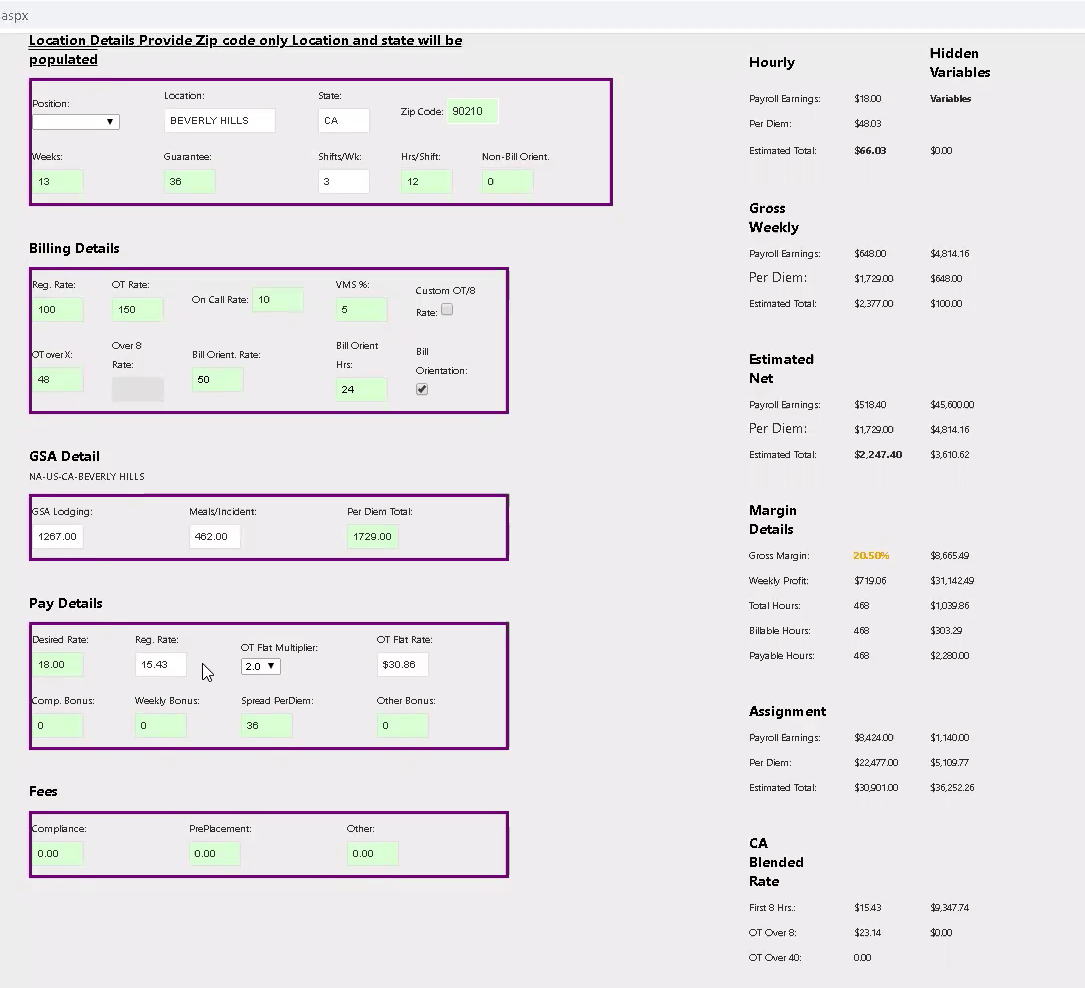 aspx
Location Details Provide Zip code only Location and state will be
populated
Position:
Location:
BEVERLY HILLS
State:
CA
Zip Code: 90210
Weeks:
13
Guarantee:
36
Shifts/Wk:
3
Hrs/Shift:
12
Non-Bill Orient.
0
Billing Details
Reg. Rate:
100
OT Rate:
150
On Call Rate: 10
VMS %:
5
Custom OT/8
Rate:
OT over X:
48
Over 8
Rate:
Bill Orient. Rate:
50
Bill Orient
Hrs:
24
Bill
Orientation:
GSA Detail
NA-US-CA-BEVERLY HILLS
GSA Lodging:
1267.00
Meals/Incident:
462.00
Per Diem Total:
1729.00
Pay Details
Desired Rate:
18.00
Reg. Rate:
15.43
OT Flat Multiplier:
2.0
OT Flat Rate:
$30.86
Comp. Bonus:
0
Weekly Bonus:
0
Spread PerDiem:
36
Other Bonus:
0
Fees
Compliance:
0.00
PrePlacement:
0.00
Other:
0.00
Hourly
Hidden
Variables
Payroll Earnings: $18.00 Variables
Per Diem: $48.03
Estimated Total: $66.03 $0.00
Gross
Weekly
Payroll Earnings: $648.00 $4,814.16
Per Diem: $1,729.00 $648.00
Estimated Total: $2,377.00 $100.00
Estimated
Net
Payroll Earnings: $518.40 $45,600.00
Per Diem: $1,729.00 $4,814.16
Estimated Total: $2,247.40 $3,610.62
Margin
Details
Gross Margin: 20.50% $8,665.49
Weekly Profit: $719.06 $31,142.49
Total Hours: 468 $1,039.86
Billable Hours: 468 $303.29
Payable Hours: 468 $2,280.00
Assignment
Payroll Earnings: $8,424.00 $1,140.00
Per Diem: $22,477.00 $5,109.77
Estimated Total: $30,901.00 $36,252.26
CA
Blended
Rate
First 8 Hrs.: $15.43 $9,347.74
OT Over 8: $23.14 $0.00
OT Over 40: 0.00